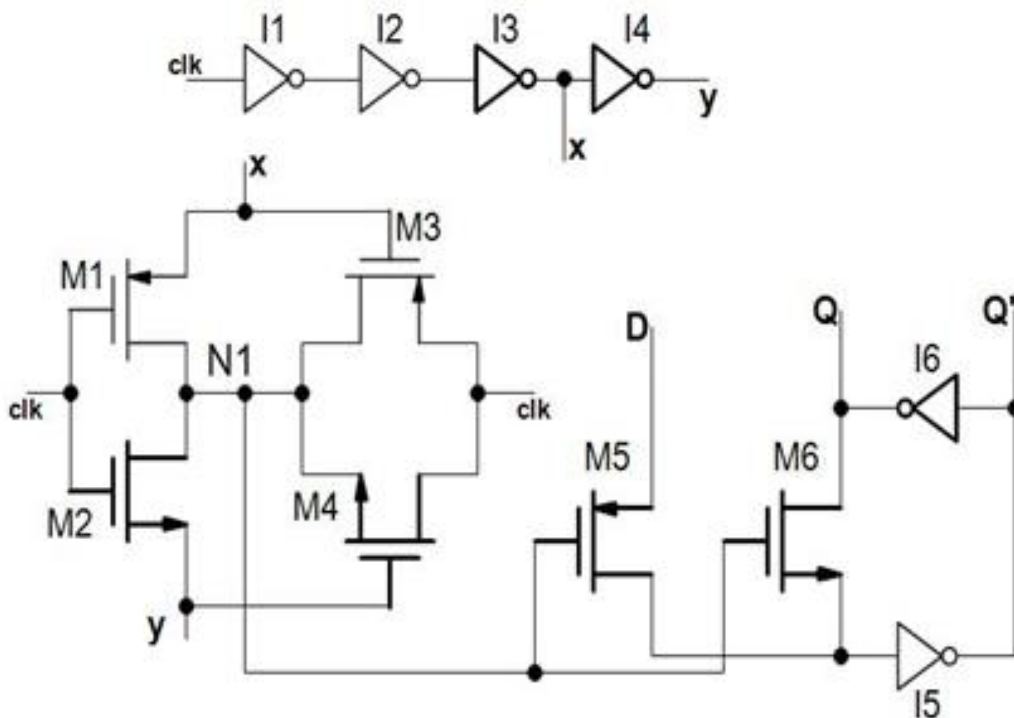 I1 I2 I3 I4
clk
y
x
x
M3
M1
D Q Q'
N1
I6
clk clk
M5 M6
M4
M2
y
I5